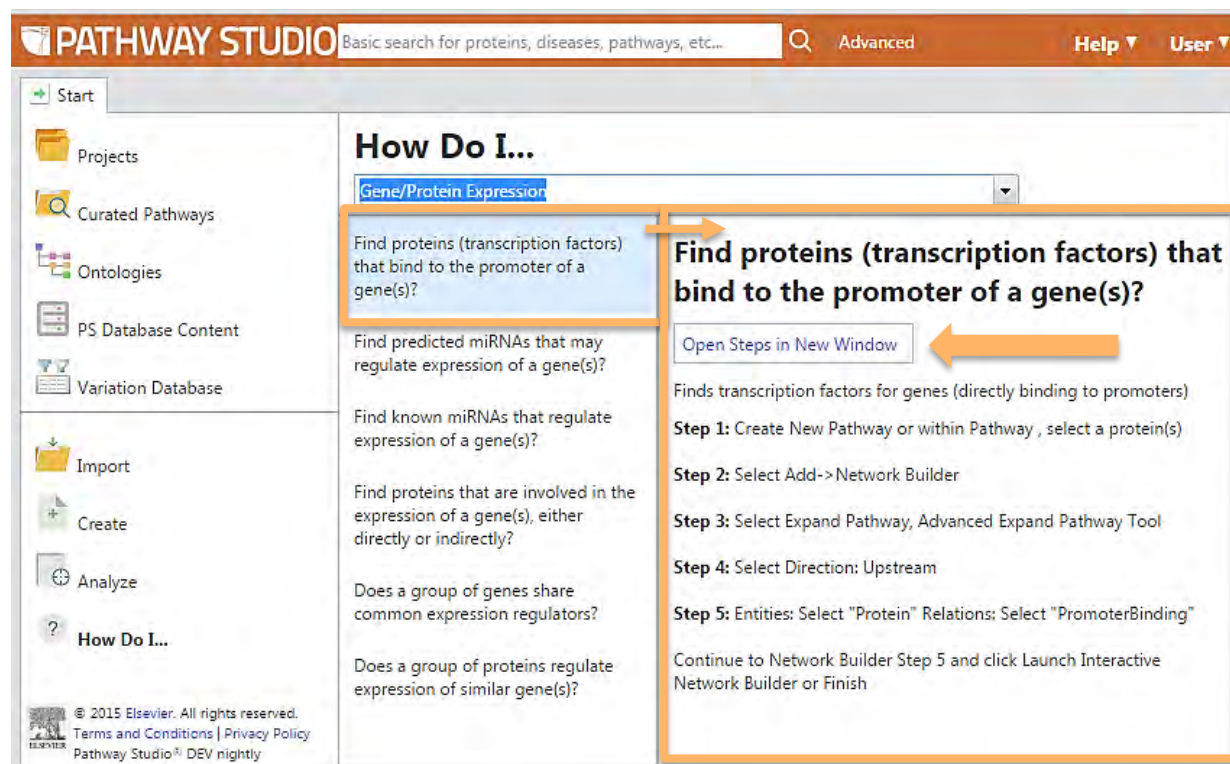 PATHWAY STUDIO
Basic search for proteins, diseases, pathways, etc...
Advanced
Help
User
Start
Projects
Curated Pathways
Ontologies
PS Database Content
Variation Database
Import
Create
Analyze
How Do I...
© 2015 Elsevier. All rights reserved.
Terms and Conditions | Privacy Policy
Pathway Studio® DEV nightly
ELSEVIER
How Do I...
Gene/Protein Expression
Find proteins (transcription factors)
that bind to the promoter of a
gene(s)?
Find predicted miRNAs that may
regulate expression of a gene(s)?
Find known miRNAs that regulate
expression of a gene(s)?
Find proteins that are involved in the
expression of a gene(s), either
directly or indirectly?
Does a group of genes share
common expression regulators?
Does a group of proteins regulate
expression of similar gene(s)?
Find proteins (transcription factors) that
bind to the promoter of a gene(s)?
Open Steps in New Window
Finds transcription factors for genes (directly binding to promoters)
Step 1: Create New Pathway or within Pathway , select a protein(s)
Step 2: Select Add->Network Builder
Step 3: Select Expand Pathway, Advanced Expand Pathway Tool
Step 4: Select Direction: Upstream
Step 5: Entities: Select "Protein" Relations: Select "PromoterBinding"
Continue to Network Builder Step 5 and click Launch Interactive
Network Builder or Finish